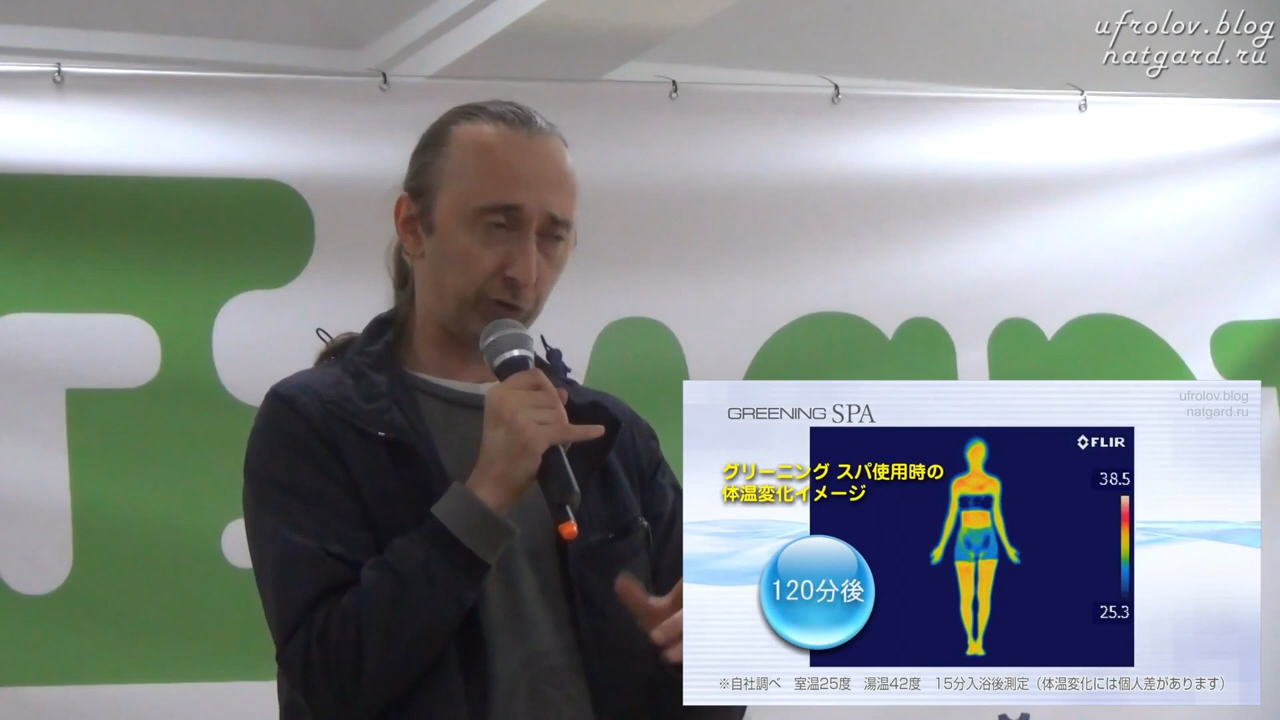 ufrolov.blog
natgard.ru
ufrolov.blog
natgard.ru
GREENING SPA
FLIR
グリーニング スパ使用時の
体温変化イメージ
38.5
120分後
25.3
※自社調べ 室温25度 湯温42度 15分入浴後測定(体温変化には個人差があります)